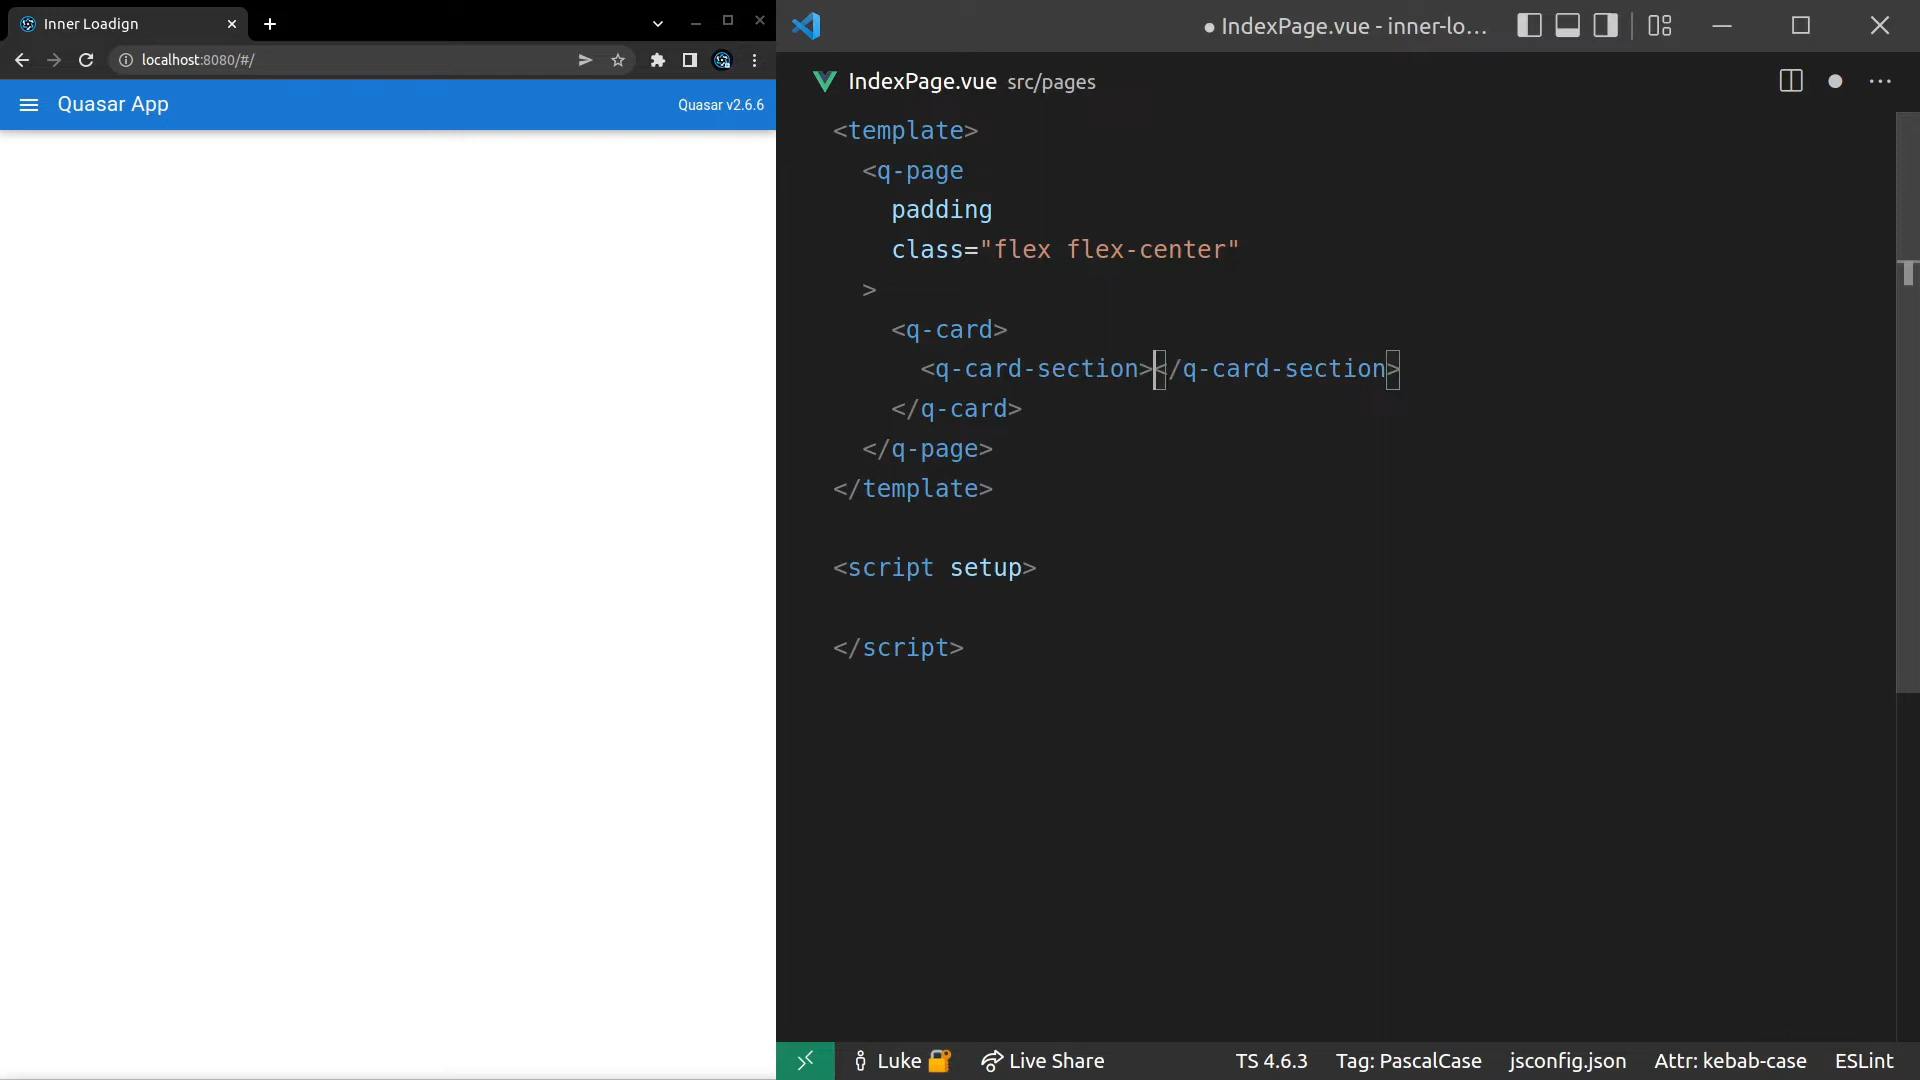 Inner Loadign
localhost:8080/#/
Quasar App
Quasar v2.6.6
● IndexPage.vue - inner-lo...
IndexPage.vue src/pages
<template>
<q-page
padding
class="flex flex-center"
>
<q-card>
<q-card-section></q-card-section>
</q-card>
</q-page>
</template>
<script setup>
</script>
Luke
Live Share
TS 4.6.3
Tag: PascalCase
jsconfig.json
Attr: kebab-case
ESLint